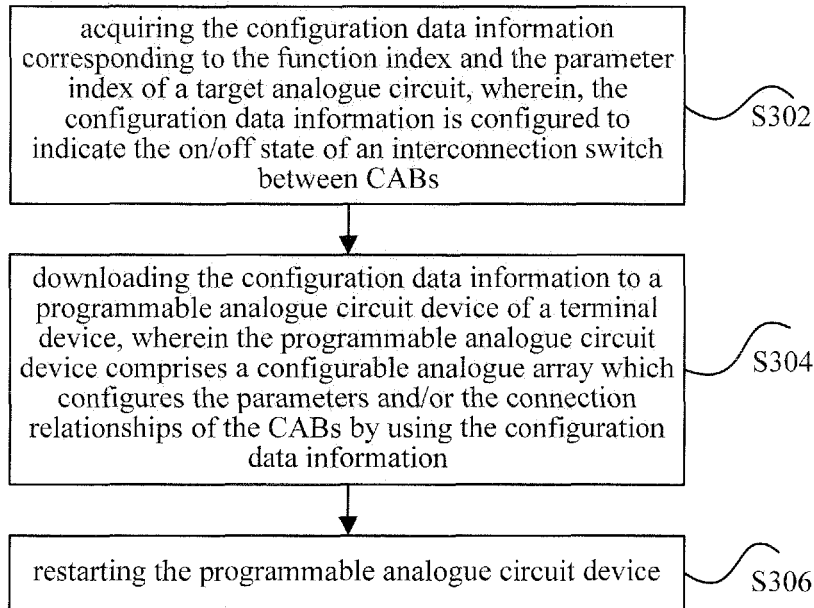 acquiring the configuration data information
corresponding to the function index and the parameter
index of a target analogue circuit, wherein, the
configuration data information is configured to
indicate the on/off state of an interconnection switch
between CABs
S302
downloading the configuration data information to a
programmable analogue circuit device of a terminal
device, wherein the programmable analogue circuit
device comprises a configurable analogue array which
configures the parameters and/or the connection
relationships of the CABs by using the configuration
data information
S304
restarting the programmable analogue circuit device
S306